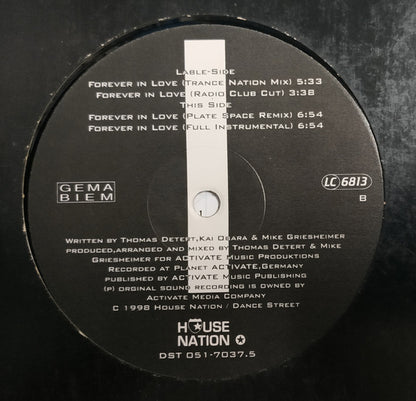 Lable-Side
Forever in Love (Trance Nation Mix) 5:33
Forever in Love (Radio Club Cut) 3:38
This Side
Forever in Love (Plate Space Remix) 6:54
Forever in Love (Full Instrumental) 6:54
GEMA
BIEM
LC 6813
B
1
Written by Thomas Detert,Kai Obara & Mike Griesheimer
produced,arranged and mixed by Thomas Detert & Mike
Griesheimer for ACTIVATE Music Produktions
Recorded at Planet ACTIVATE,Germany
published by ACTIVATE Music Publishing
(p) orginal sound recording is owned by
Activate Media Company
C 1998 House Nation / Dance Street
HOUSE
NATION
DST 051-7037.5